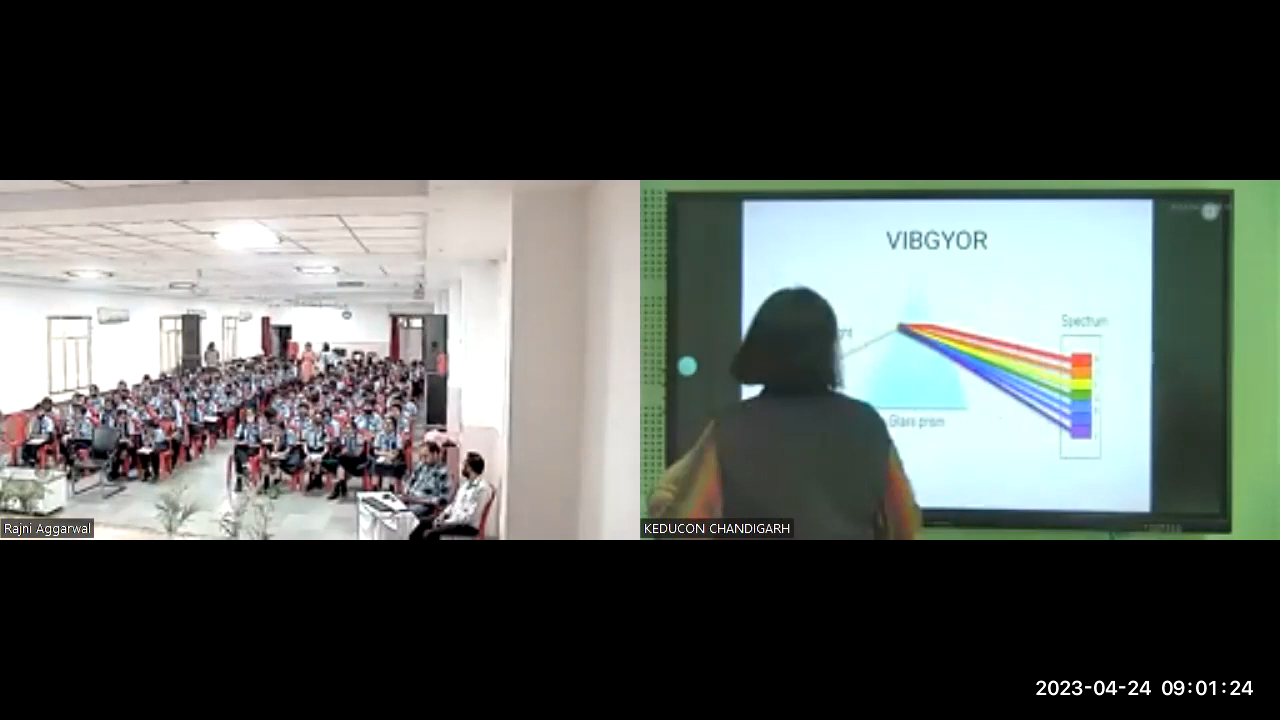 VIBGYOR
Spectrum
Glass prism
Rajni Aggarwal
KEDUCON CHANDIGARH
2023-04-24 09:01:24